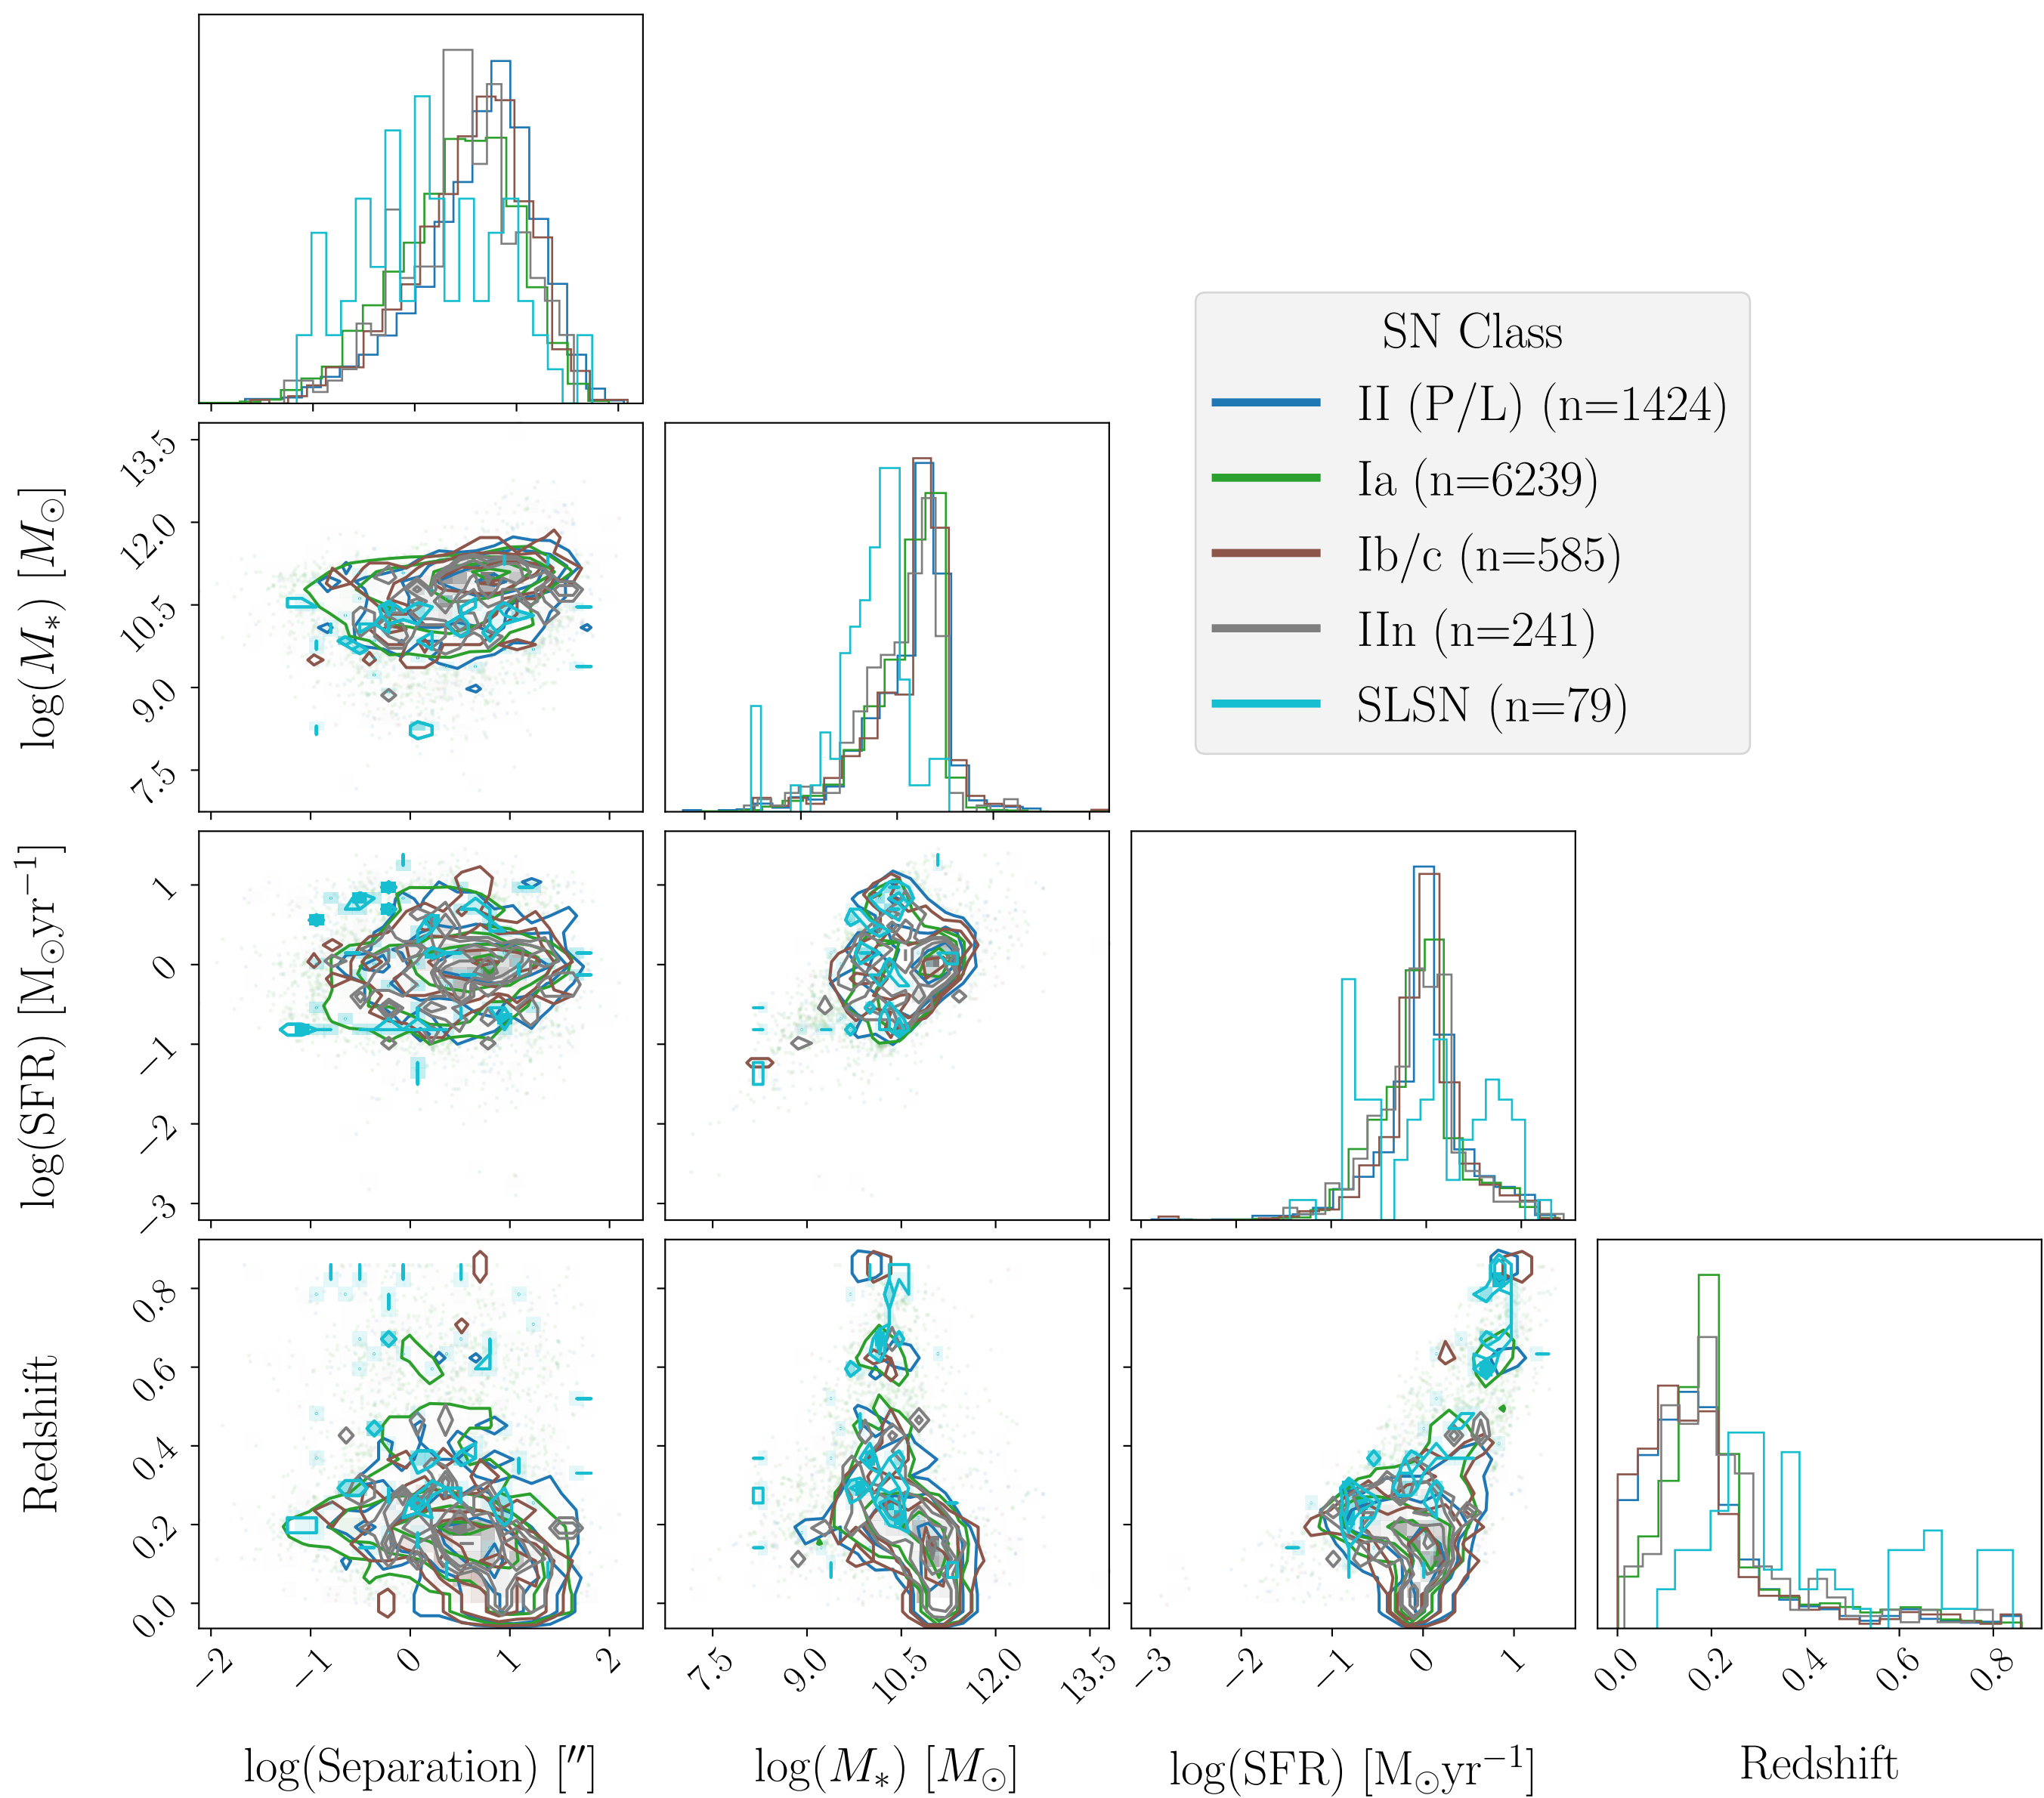 SN Class
II (P/L) (n=1424)
Ia (n=6239)
Ib/c (n=585)
IIn (n=241)
SLSN (n=79)
log(M*) [M⊙]
13.5
12.0
10.5
9.0
7.5
log(SFR) [M⊙yr⁻¹]
1
0
−1
−2
−3
Redshift
0.8
0.6
0.4
0.2
0.0
−2 −1 0 1 2
7.5 9.0 10.5 12.0 13.5
−3 −2 −1 0 1
0.0 0.2 0.4 0.6 0.8
log(Separation) [″]
log(M*) [M⊙]
log(SFR) [M⊙yr⁻¹]
Redshift